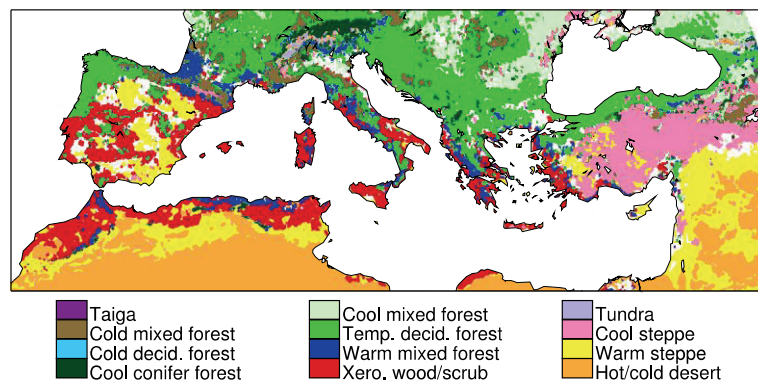 Taiga
Cold mixed forest
Cold decid. forest
Cool conifer forest
Cool mixed forest
Temp. decid. forest
Warm mixed forest
Xero, wood/scrub
Tundra
Cool steppe
Warm steppe
Hot/cold desert